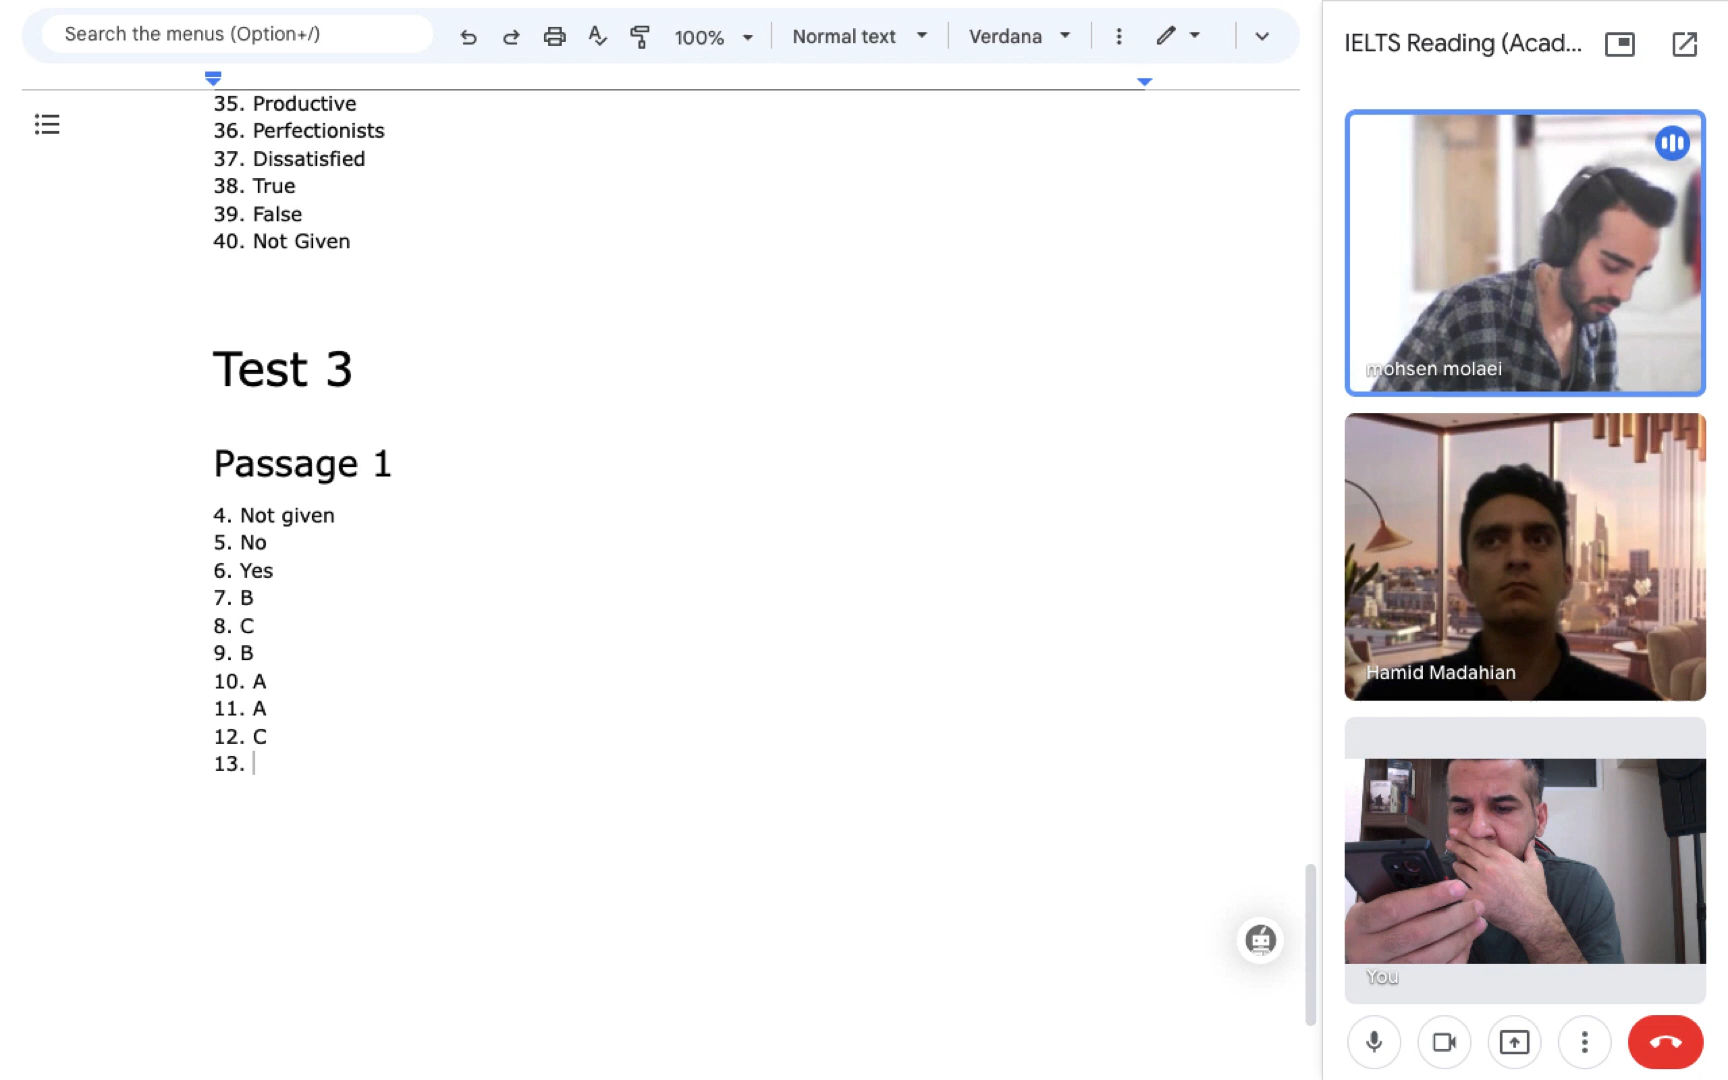 Search the menus (Option+/)
100%
Normal text
Verdana
IELTS Reading (Acad...
35. Productive
36. Perfectionists
37. Dissatisfied
38. True
39. False
40. Not Given
Test 3
Passage 1
4. Not given
5. No
6. Yes
7. B
8. C
9. B
10. A
11. A
12. C
13.
mohsen molaei
Hamid Madahian
You